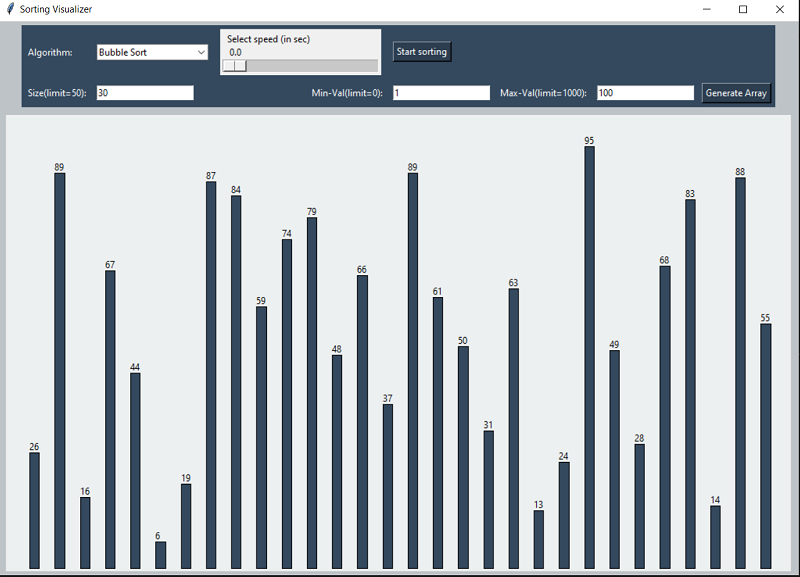 Sorting Visualizer
Algorithm: Bubble Sort Select speed (in sec) Start sorting
0.0
Size(limit=50): 30 Min-Val(limit=0): 1 Max-Val(limit=1000): 100 Generate Array
26 89 16 67 44 6 19 87 84 59 74 79 48 66 37 89 61 50 31 63 13 24 95 49 28 68 83 14 88 55